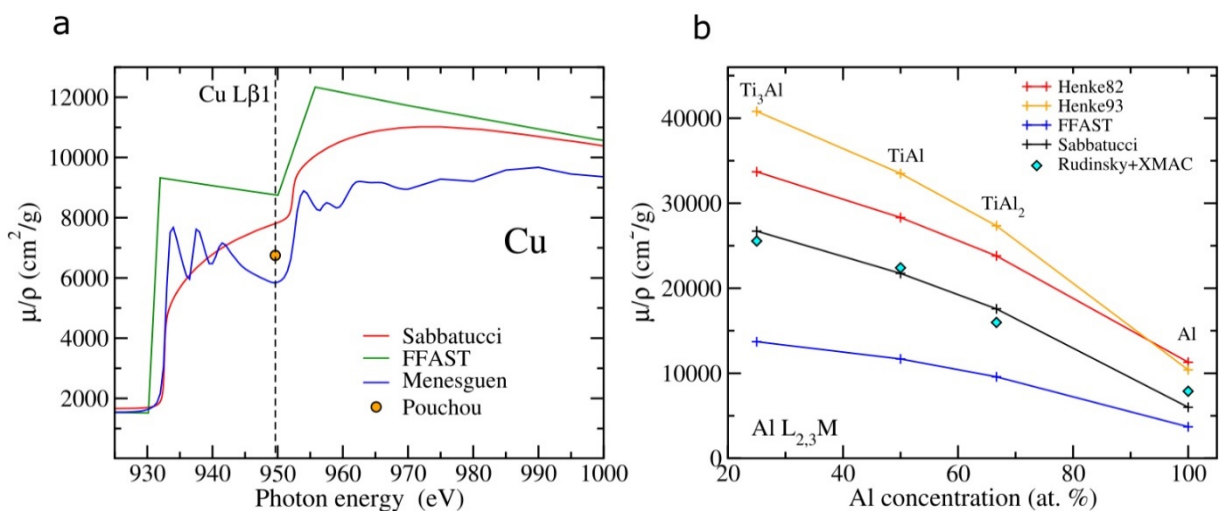 a
μ/ρ (cm²/g)
12000
10000
8000
6000
4000
2000
Cu Lβ1
Cu
Sabbatucci
FFAST
Menesguen
Pouchou
930 940 950 960 970 980 990 1000
Photon energy (eV)
b
μ/ρ (cm²/g)
40000
30000
20000
10000
0
Ti₃Al
TiAl
TiAl₂
Al
Henke82
Henke93
FFAST
Sabbatucci
Rudinsky+XMAC
Al L₂,₃M
20 40 60 80 100
Al concentration (at. %)